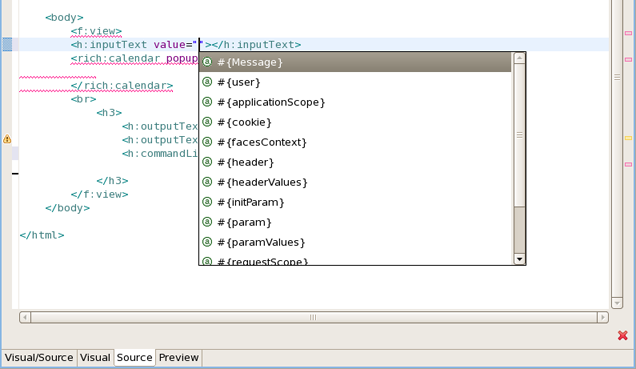 <body>
<f:view>
<h:inputText value=""></h:inputText>
<rich:calendar popup
</rich:calendar>
<br>
<h3>
<h:outputTex
<h:outputTex
<h:commandLi
</h3>
</f:view>
</body>
</html>
#{Message}
#{user}
#{applicationScope}
#{cookie}
#{facesContext}
#{header}
#{headerValues}
#{initParam}
#{param}
#{paramValues}
#{requestScope}
Visual/Source Visual Source Preview